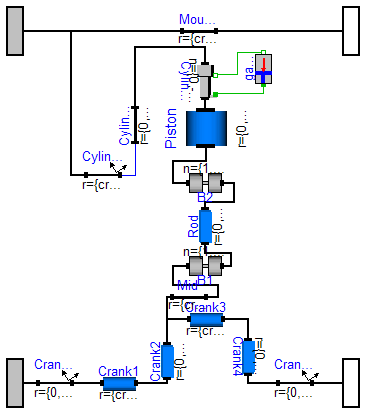 Mou...
r={cr...
n={0,...
Cylin...
ga...
Cylin...
r={0,...
Piston
r={0,...
Cylin...
r={cr...
n={1...
B2
Rod
r={0,...
n={1...
B1
Mid
r={cr...
Crank3
r={cr...
Crank2
r={0,...
Crank4
r={0,...
Cran...
r={0,...
Crank1
r={cr...
Cran...
r={0,...